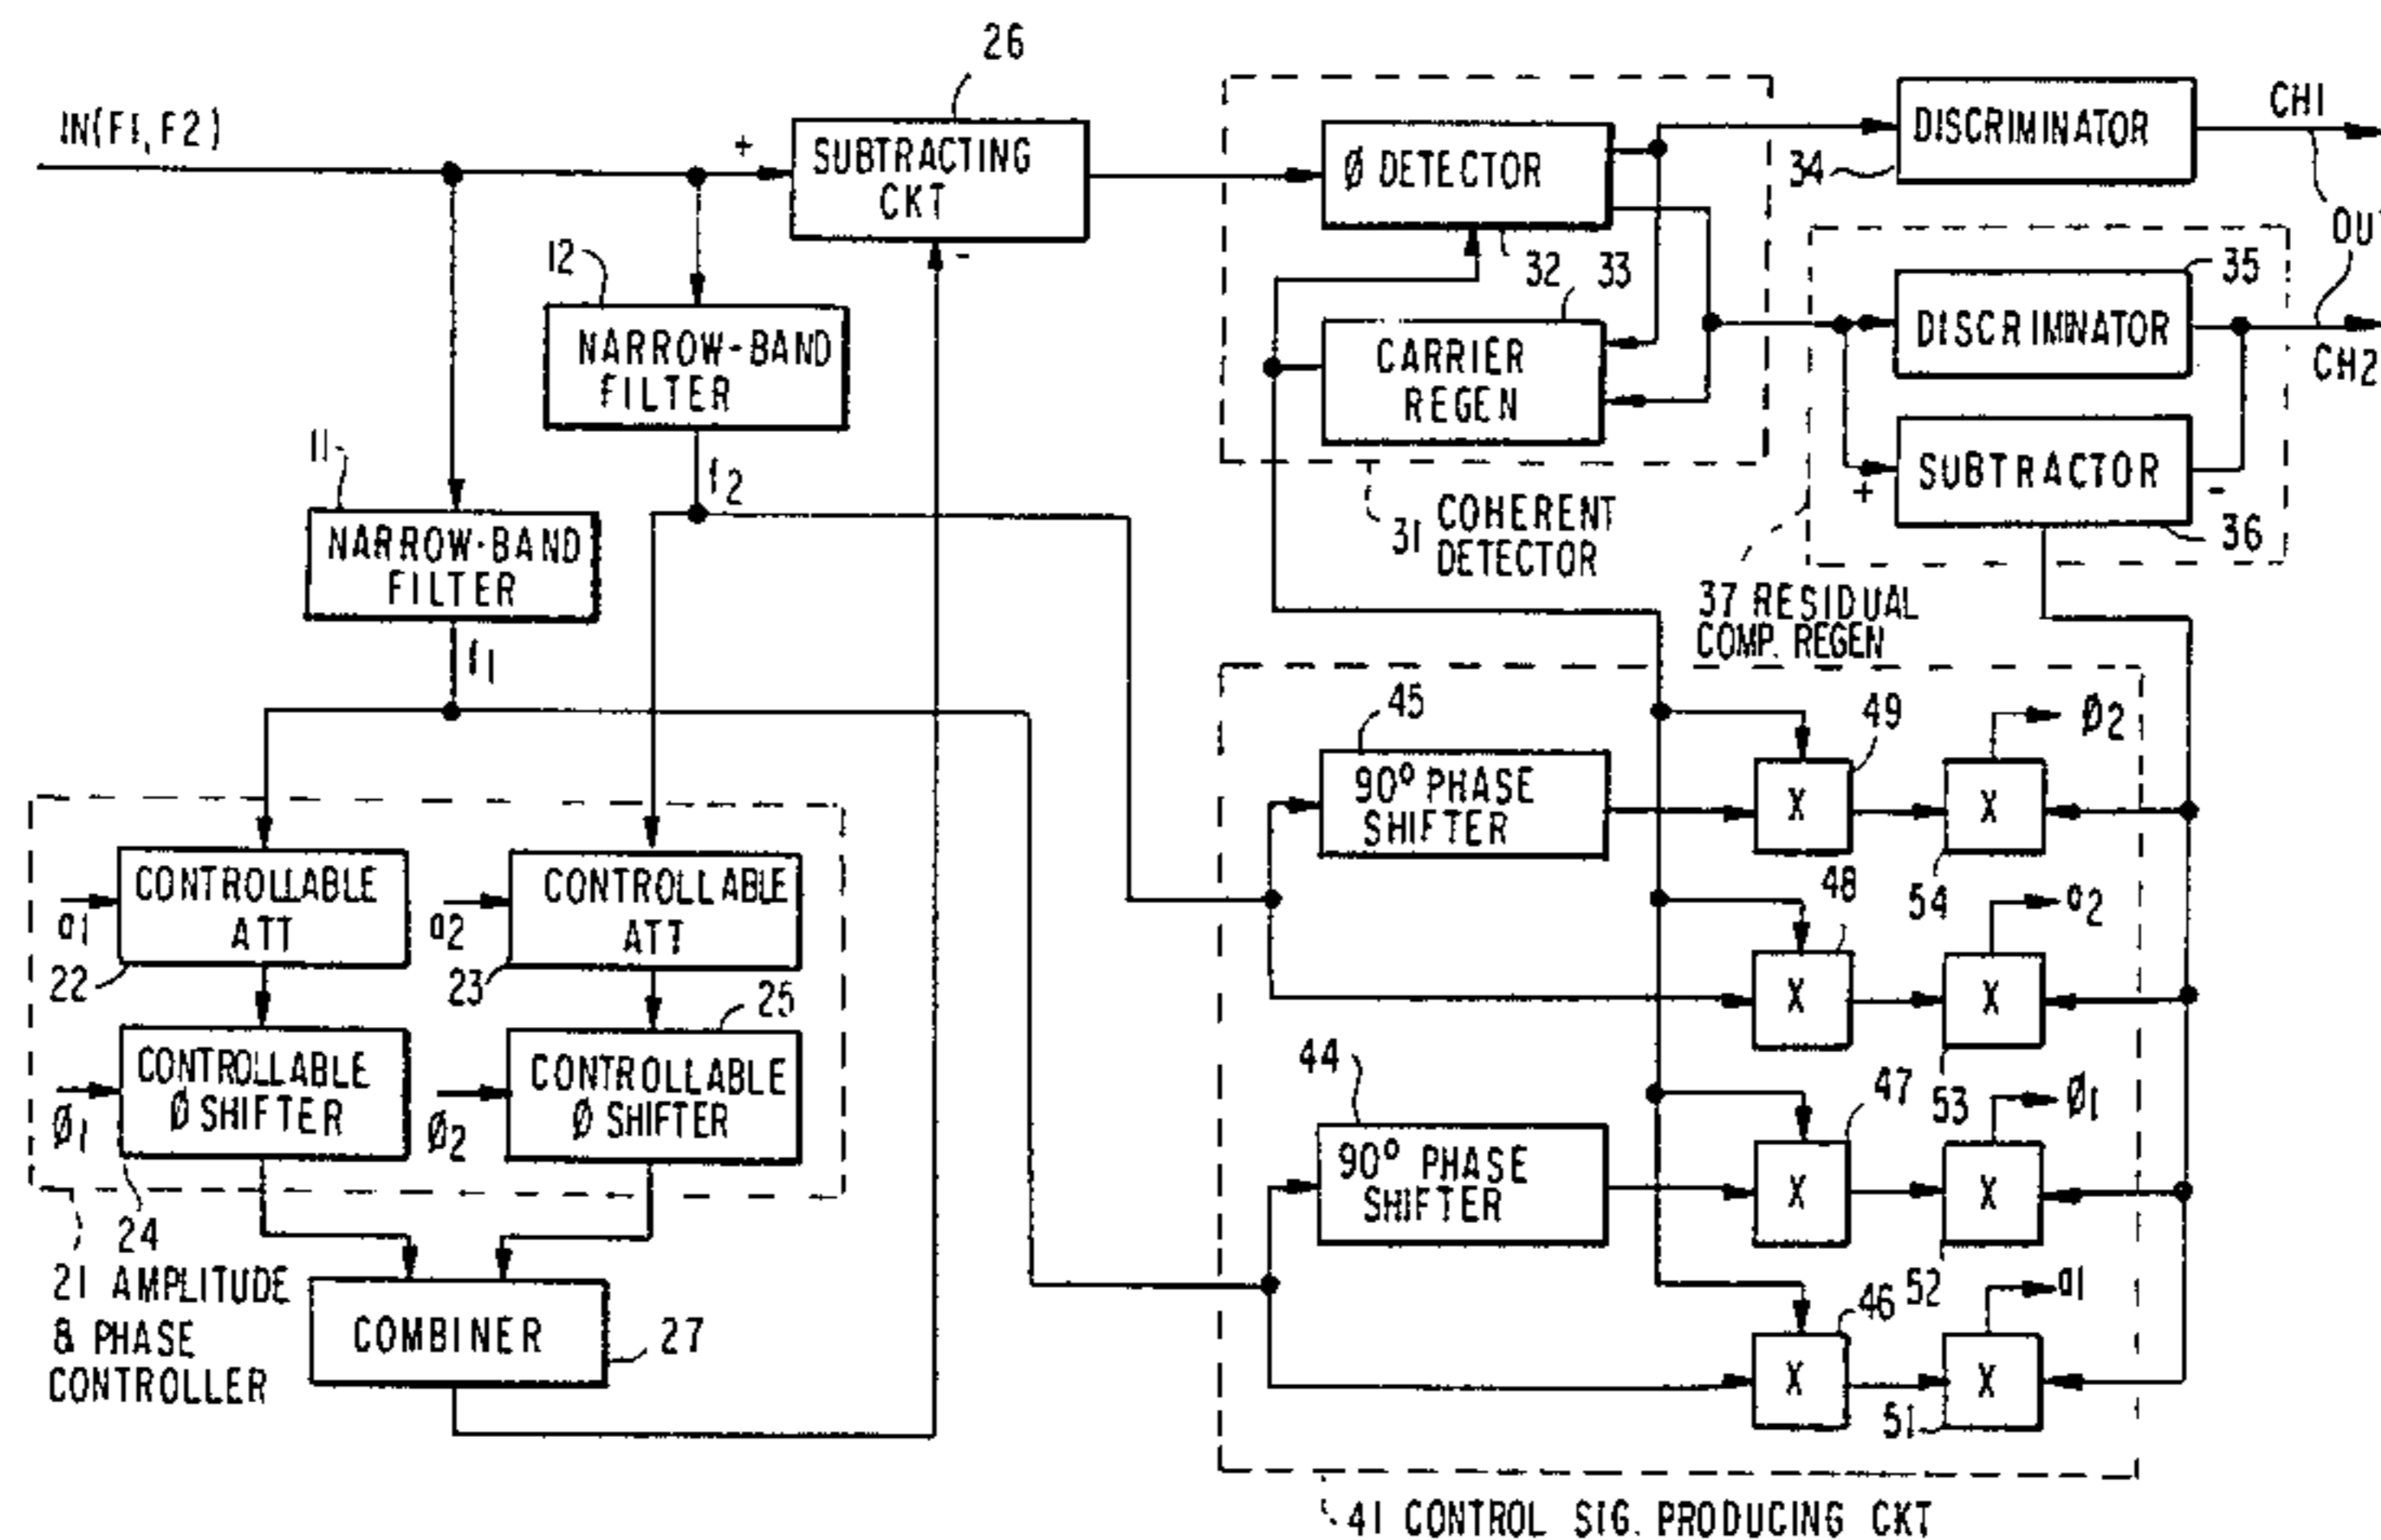 26
IN(F1, F2)
+
SUBTRACTING
CKT
-
Ø DETECTOR
32
33
CARRIER
REGEN
31 COHERENT
DETECTOR
DISCRIMINATOR
34
CH1
OUT
35
DISCRIMINATOR
CH2
SUBTRACTOR
+
-
36
37 RESIDUAL
COMP. REGEN
12
NARROW-BAND
FILTER
f2
11
NARROW-BAND
FILTER
f1
CONTROLLABLE
ATT
a1
22
CONTROLLABLE
ATT
a2
23
25
CONTROLLABLE
Ø SHIFTER
Ø1
24
CONTROLLABLE
Ø SHIFTER
Ø2
21 AMPLITUDE
& PHASE
CONTROLLER
COMBINER
27
45
90° PHASE
SHIFTER
49
X
X
Ø2
54
48
X
X
a2
53
44
90° PHASE
SHIFTER
47
X
X
Ø1
52
46
X
X
a1
51
41 CONTROL SIG. PRODUCING CKT